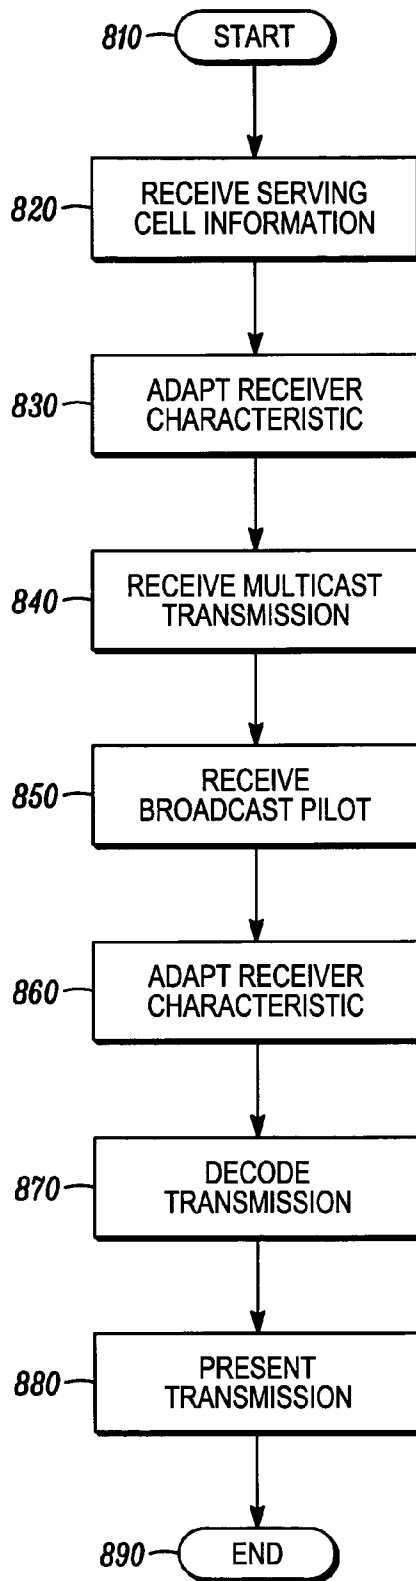 810 START
820 RECEIVE SERVING
CELL INFORMATION
830 ADAPT RECEIVER
CHARACTERISTIC
840 RECEIVE MULTICAST
TRANSMISSION
850 RECEIVE
BROADCAST PILOT
860 ADAPT RECEIVER
CHARACTERISTIC
870 DECODE
TRANSMISSION
880 PRESENT
TRANSMISSION
890 END